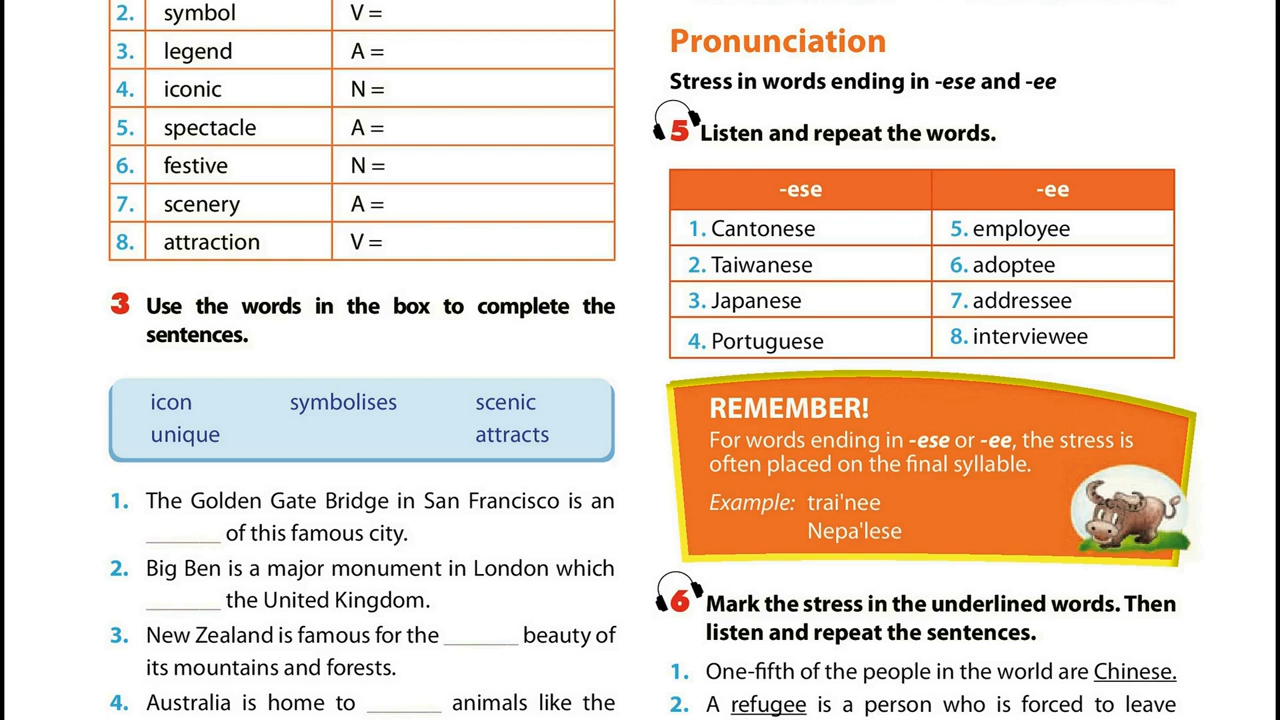 2. symbol V =
3. legend A =
4. iconic N =
5. spectacle A =
6. festive N =
7. scenery A =
8. attraction V =
3 Use the words in the box to complete the
sentences.
icon symbolises scenic
unique attracts
1. The Golden Gate Bridge in San Francisco is an
______ of this famous city.
2. Big Ben is a major monument in London which
______ the United Kingdom.
3. New Zealand is famous for the ______ beauty of
its mountains and forests.
4. Australia is home to ______ animals like the
Pronunciation
Stress in words ending in -ese and -ee
5 Listen and repeat the words.
-ese -ee
1. Cantonese 5. employee
2. Taiwanese 6. adoptee
3. Japanese 7. addressee
4. Portuguese 8. interviewee
REMEMBER!
For words ending in -ese or -ee, the stress is
often placed on the final syllable.
Example: trai'nee
Nepa'lese
6 Mark the stress in the underlined words. Then
listen and repeat the sentences.
1. One-fifth of the people in the world are Chinese.
2. A refugee is a person who is forced to leave